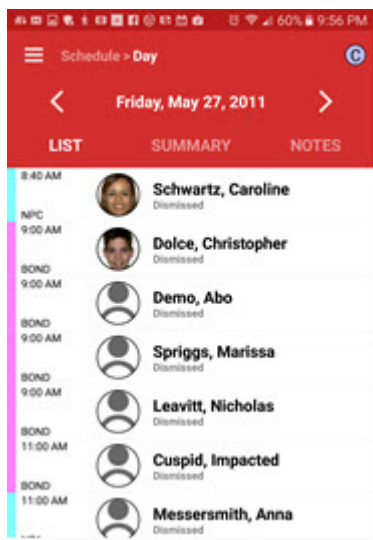 60% 9:56 PM
Schedule > Day
C
Friday, May 27, 2011
LIST SUMMARY NOTES
8:40 AM
Schwartz, Caroline
Dismissed
NPC
9:00 AM
Dolce, Christopher
Dismissed
BOND
9:00 AM
Demo, Abo
Dismissed
BOND
9:00 AM
Spriggs, Marissa
Dismissed
BOND
9:00 AM
Leavitt, Nicholas
Dismissed
BOND
11:00 AM
Cuspid, Impacted
Dismissed
BOND
11:00 AM
Messersmith, Anna
Dismissed